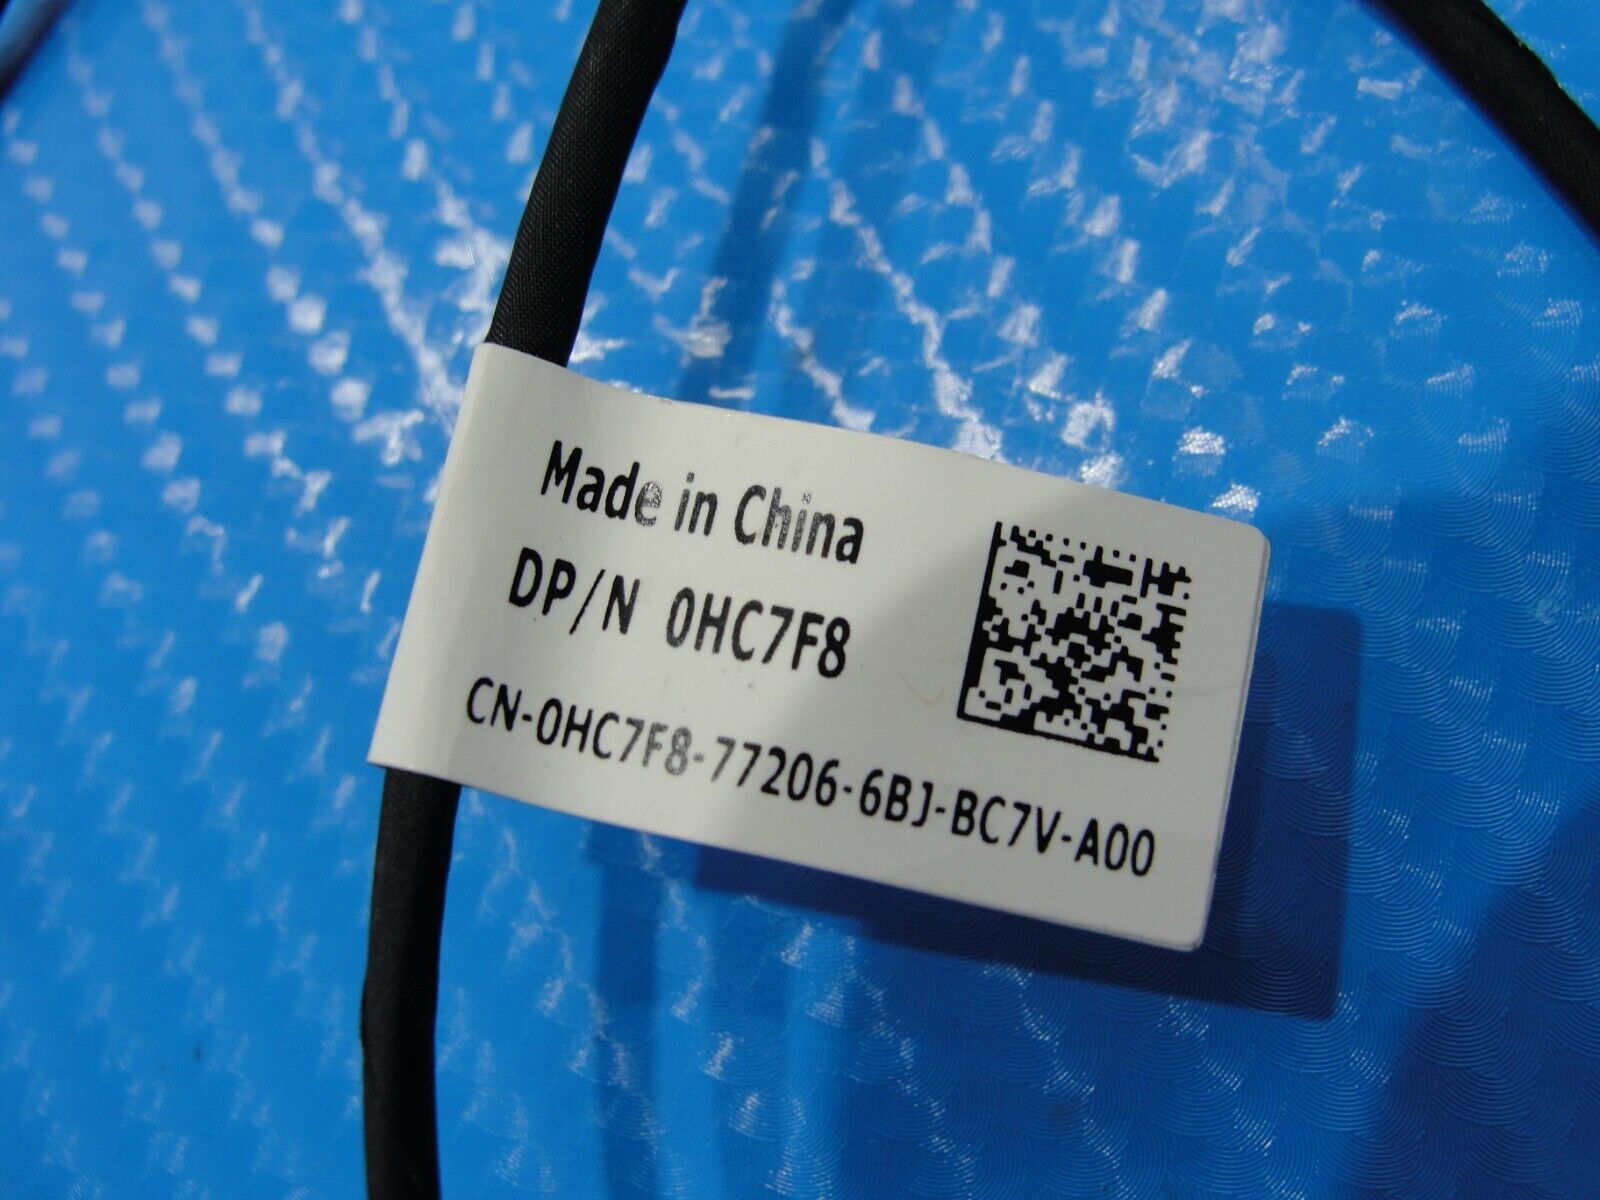 Made in China
DP/N 0HC7F8
CN-0HC7F8-77206-6BJ-BC7V-A00